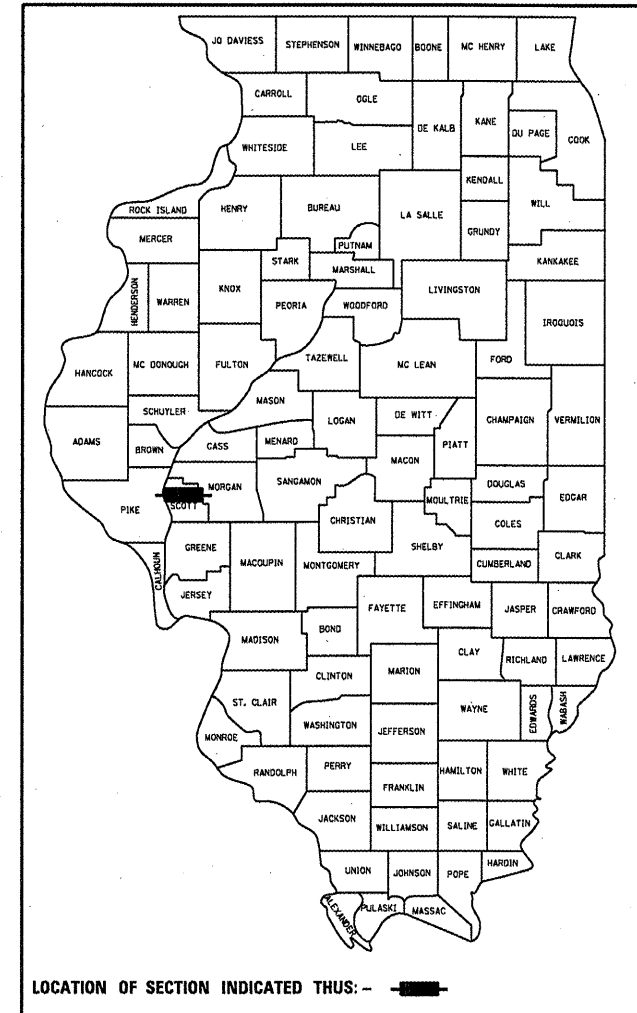 JO DAVIESS STEPHENSON WINNEBAGO BOONE MC HENRY LAKE
CARROLL OGLE DE KALB KANE DU PAGE COOK
WHITESIDE LEE KENDALL WILL
ROCK ISLAND HENRY BUREAU LA SALLE GRUNDY
MERCER STARK PUTNAM MARSHALL KANKAKEE
HENDERSON WARREN KNOX PEORIA WOODFORD LIVINGSTON IROQUOIS
HANCOCK MC DONOUGH FULTON TAZEWELL MC LEAN FORD
SCHUYLER MASON LOGAN DE WITT CHAMPAIGN VERMILION
ADAMS BROWN CASS MENARD MACON PIATT
PIKE SCOTT MORGAN SANGAMON MOULTRIE DOUGLAS EDGAR
CHRISTIAN COLES
CALHOUN GREENE MACOUPIN MONTGOMERY SHELBY CUMBERLAND CLARK
JERSEY FAYETTE EFFINGHAM JASPER CRAWFORD
MADISON BOND CLAY RICHLAND LAWRENCE
CLINTON MARION WAYNE EDWARDS WABASH
ST. CLAIR WASHINGTON JEFFERSON
MONROE RANDOLPH PERRY HAMILTON WHITE
FRANKLIN
JACKSON WILLIAMSON SALINE GALLATIN
UNION JOHNSON POPE HARDIN
ALEXANDER PULASKI MASSAC
LOCATION OF SECTION INDICATED THUS: -